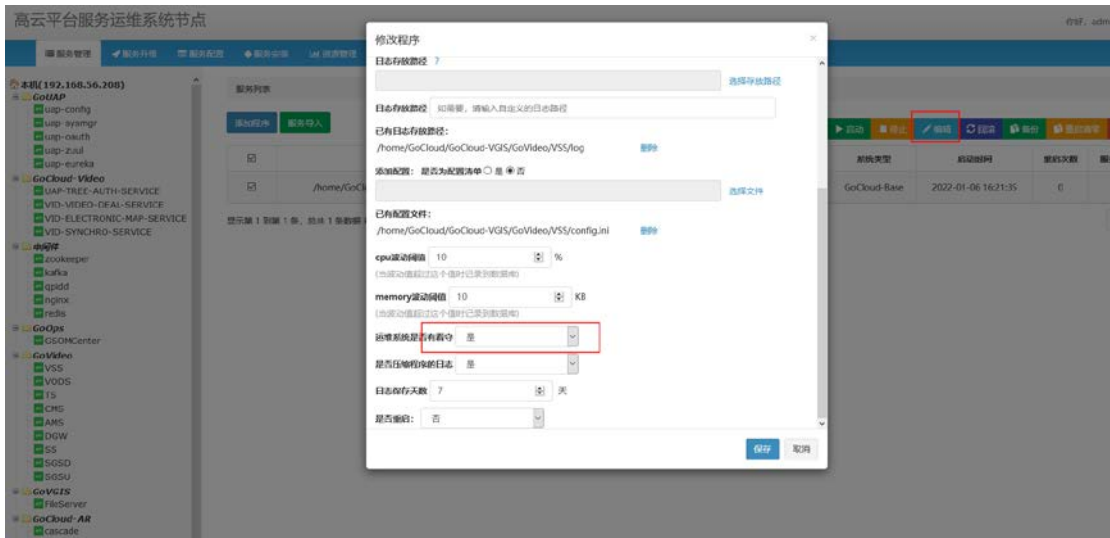 高云平台服务运维系统节点
你好, adm
服务管理 服务升级 服务配置 服务安装
本机(192.168.56.208)
GoUAP
uap-config
uap-sysmgr
uap-oauth
uap-zuul
uap-eureka
GoCloud-Video
UAP-TREE-AUTH-SERVICE
VID-VIDEO-DEAL-SERVICE
VID-ELECTRONIC-MAP-SERVICE
VID-SYNCHRO-SERVICE
中间件
zookeeper
kafka
qpidd
nginx
redis
GoOps
GSOMCenter
GoVideo
VSS
VODS
TS
CMS
AMS
DGW
SS
SGSD
SGSU
GoVGIS
FileServer
GoCloud-AR
cascade
服务列表
添加程序 服务导入
启动 停止 编辑 回滚 备份
系统类型 启动时间 重启次数
/home/GoCl
GoCloud-Base 2022-01-06 16:21:35 0
显示第 1 到第 1 条, 总共 1 条数据
修改程序 ×
日志存放路径 ?
选择存放路径
日志存放路径 如需要, 请输入自定义的日志路径
已有日志存放路径:
/home/GoCloud/GoCloud-VGIS/GoVideo/VSS/log 删除
添加配置: 是否为配置清单 是 否
选择文件
已有配置文件:
/home/GoCloud/GoCloud-VGIS/GoVideo/VSS/config.ini 删除
cpu波动阈值 10 %
(当波动值超过这个值时记录到数据库)
memory波动阈值 10 KB
(当波动值超过这个值时记录到数据库)
运维系统是否有看守 是
是否压缩程序的日志 是
日志保存天数 7 天
是否重启: 否
保存 取消